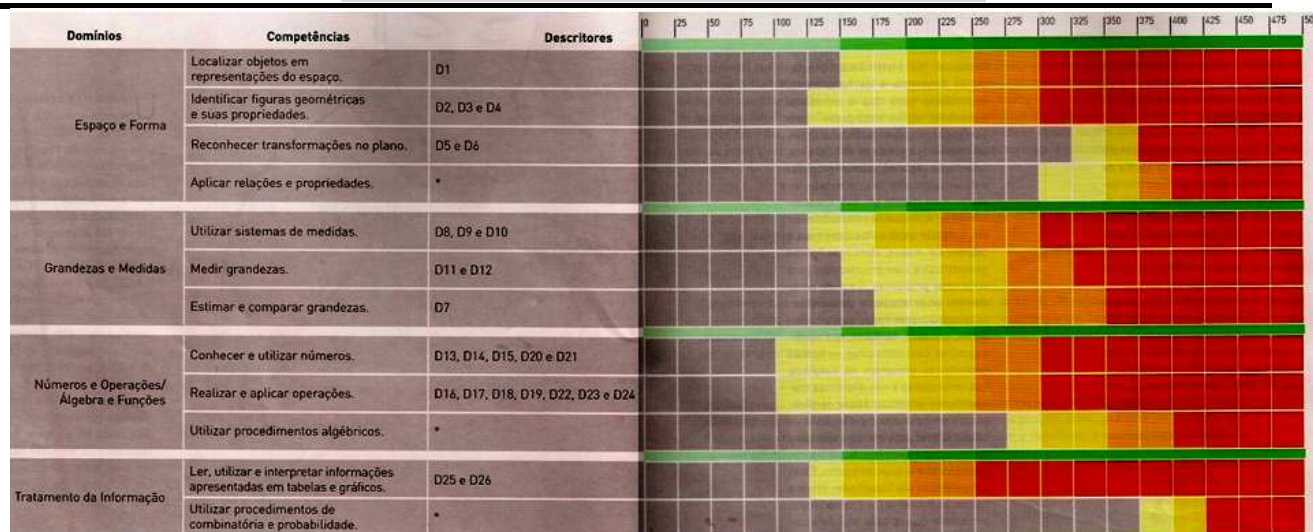 Domínios Competências Descritores |0 |25 |50 |75 |100 |125 |150 |175 |200 |225 |250 |275 |300 |325 |350 |375 |400 |425 |450 |475 |50
Espaço e Forma
Localizar objetos em
representações do espaço.
D1
Identificar figuras geométricas
e suas propriedades.
D2, D3 e D4
Reconhecer transformações no plano.
D5 e D6
Aplicar relações e propriedades.
*
Grandezas e Medidas
Utilizar sistemas de medidas.
D8, D9 e D10
Medir grandezas.
D11 e D12
Estimar e comparar grandezas.
D7
Números e Operações/
Álgebra e Funções
Conhecer e utilizar números.
D13, D14, D15, D20 e D21
Realizar e aplicar operações.
D16, D17, D18, D19, D22, D23 e D24
Utilizar procedimentos algébricos.
*
Tratamento da Informação
Ler, utilizar e interpretar informações
apresentadas em tabelas e gráficos.
D25 e D26
Utilizar procedimentos de
combinatória e probabilidade.
*